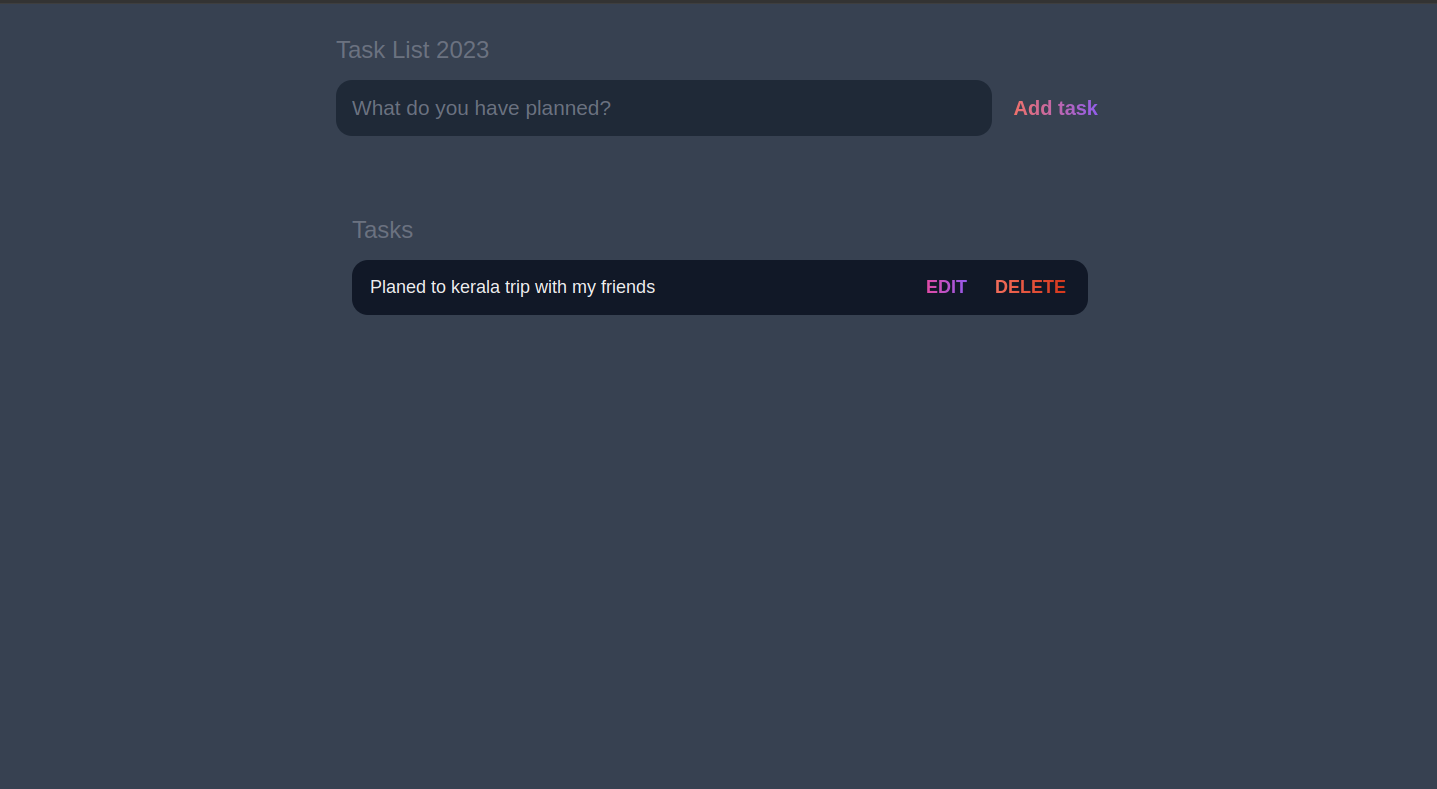 Task List 2023
What do you have planned?
Add task
Tasks
Planed to kerala trip with my friends
EDIT
DELETE